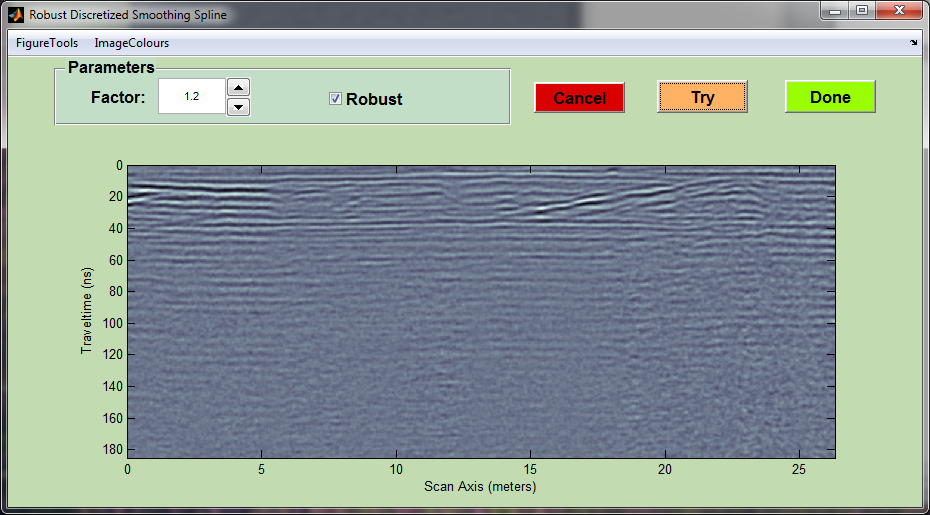 Robust Discretized Smoothing Spline
FigureTools ImageColours
Parameters
Factor: 1.2 Robust
Cancel Try Done
0
20
40
60
80
100
120
140
160
180
Traveltime (ns)
0 5 10 15 20 25
Scan Axis (meters)